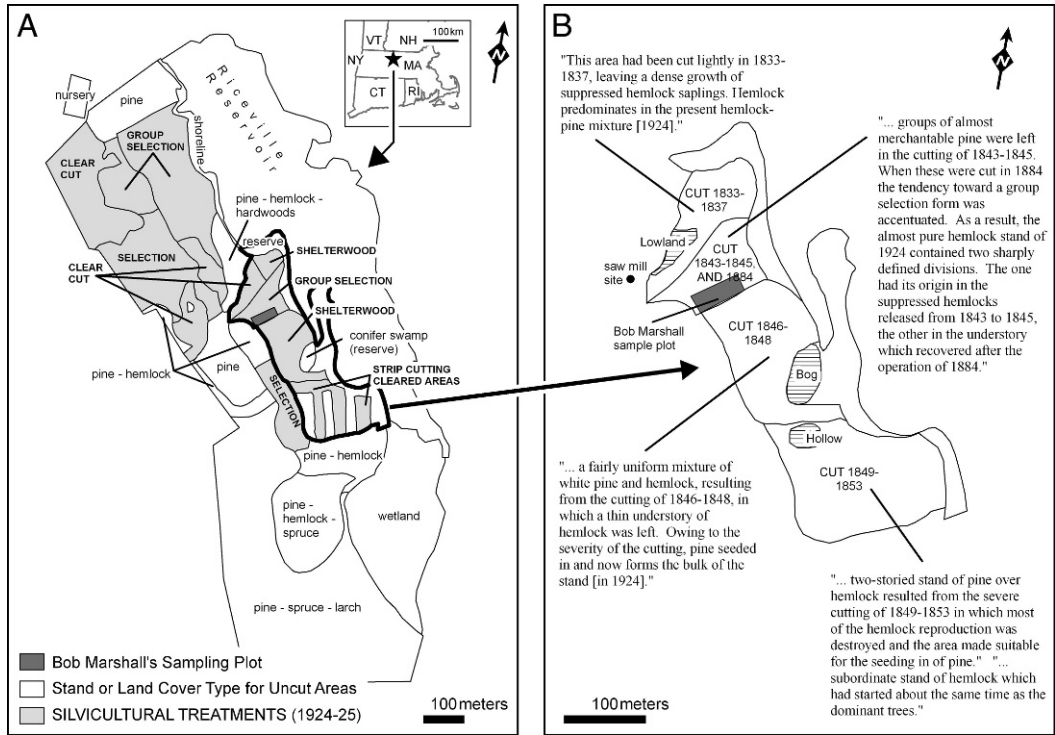 A
VT
NH
100km
NY
MA
CT
RI
N
nursery
pine
Riceville
Reservoir
shoreline
GROUP
SELECTION
CLEAR
CUT
pine - hemlock -
hardwoods
reserve
SHELTERWOOD
SELECTION
CLEAR
CUT
GROUP SELECTION
SHELTERWOOD
conifer swamp
(reserve)
pine - hemlock
pine
STRIP CUTTING
CLEARED AREAS
SELECTION
pine - hemlock
pine -
hemlock -
spruce
wetland
pine - spruce - larch
Bob Marshall's Sampling Plot
Stand or Land Cover Type for Uncut Areas
SILVICULTURAL TREATMENTS (1924-25)
100 meters
B
N
"This area had been cut lightly in 1833-
1837, leaving a dense growth of
suppressed hemlock saplings. Hemlock
predominates in the present hemlock-
pine mixture [1924]."
"... groups of almost
merchantable pine were left
in the cutting of 1843-1845.
When these were cut in 1884
the tendency toward a group
selection form was
accentuated. As a result, the
almost pure hemlock stand of
1924 contained two sharply
defined divisions. The one
had its origin in the
suppressed hemlocks
released from 1843 to 1845,
the other in the understory
which recovered after the
operation of 1884."
CUT 1833-
1837
Lowland
CUT
1843-1845,
AND 1884
saw mill
site
Bob Marshall
sample plot
CUT 1846-
1848
Bog
Hollow
CUT 1849-
1853
"... a fairly uniform mixture of
white pine and hemlock, resulting
from the cutting of 1846-1848, in
which a thin understory of
hemlock was left. Owing to the
severity of the cutting, pine seeded
in and now forms the bulk of the
stand [in 1924]."
"... two-storied stand of pine over
hemlock resulted from the severe
cutting of 1849-1853 in which most
of the hemlock reproduction was
destroyed and the area made suitable
for the seeding in of pine." "...
subordinate stand of hemlock which
had started about the same time as the
dominant trees."
100 meters